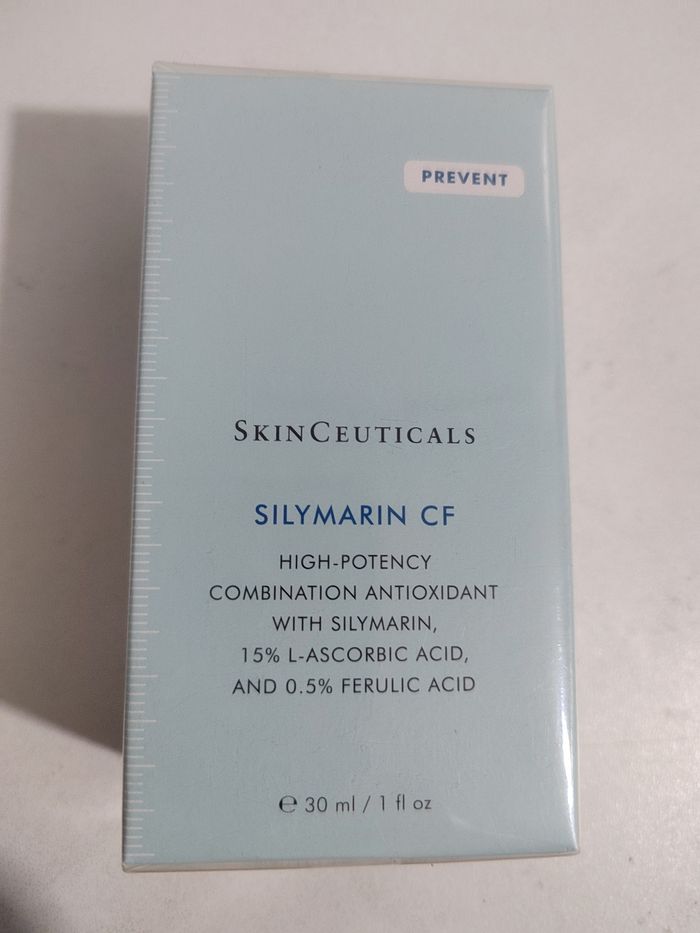 PREVENT
SKINCEUTICALS
SILYMARIN CF
HIGH-POTENCY
COMBINATION ANTIOXIDANT
WITH SILYMARIN,
15% L-ASCORBIC ACID,
AND 0.5% FERULIC ACID
℮ 30 ml / 1 fl oz